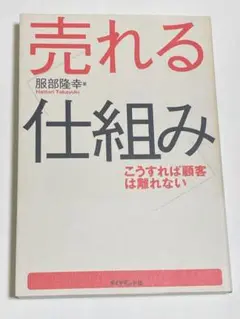 売れる
服部隆幸 著
Hattori Takayuki
仕組み
こうすれば顧客
は離れない
ダイヤモンド社